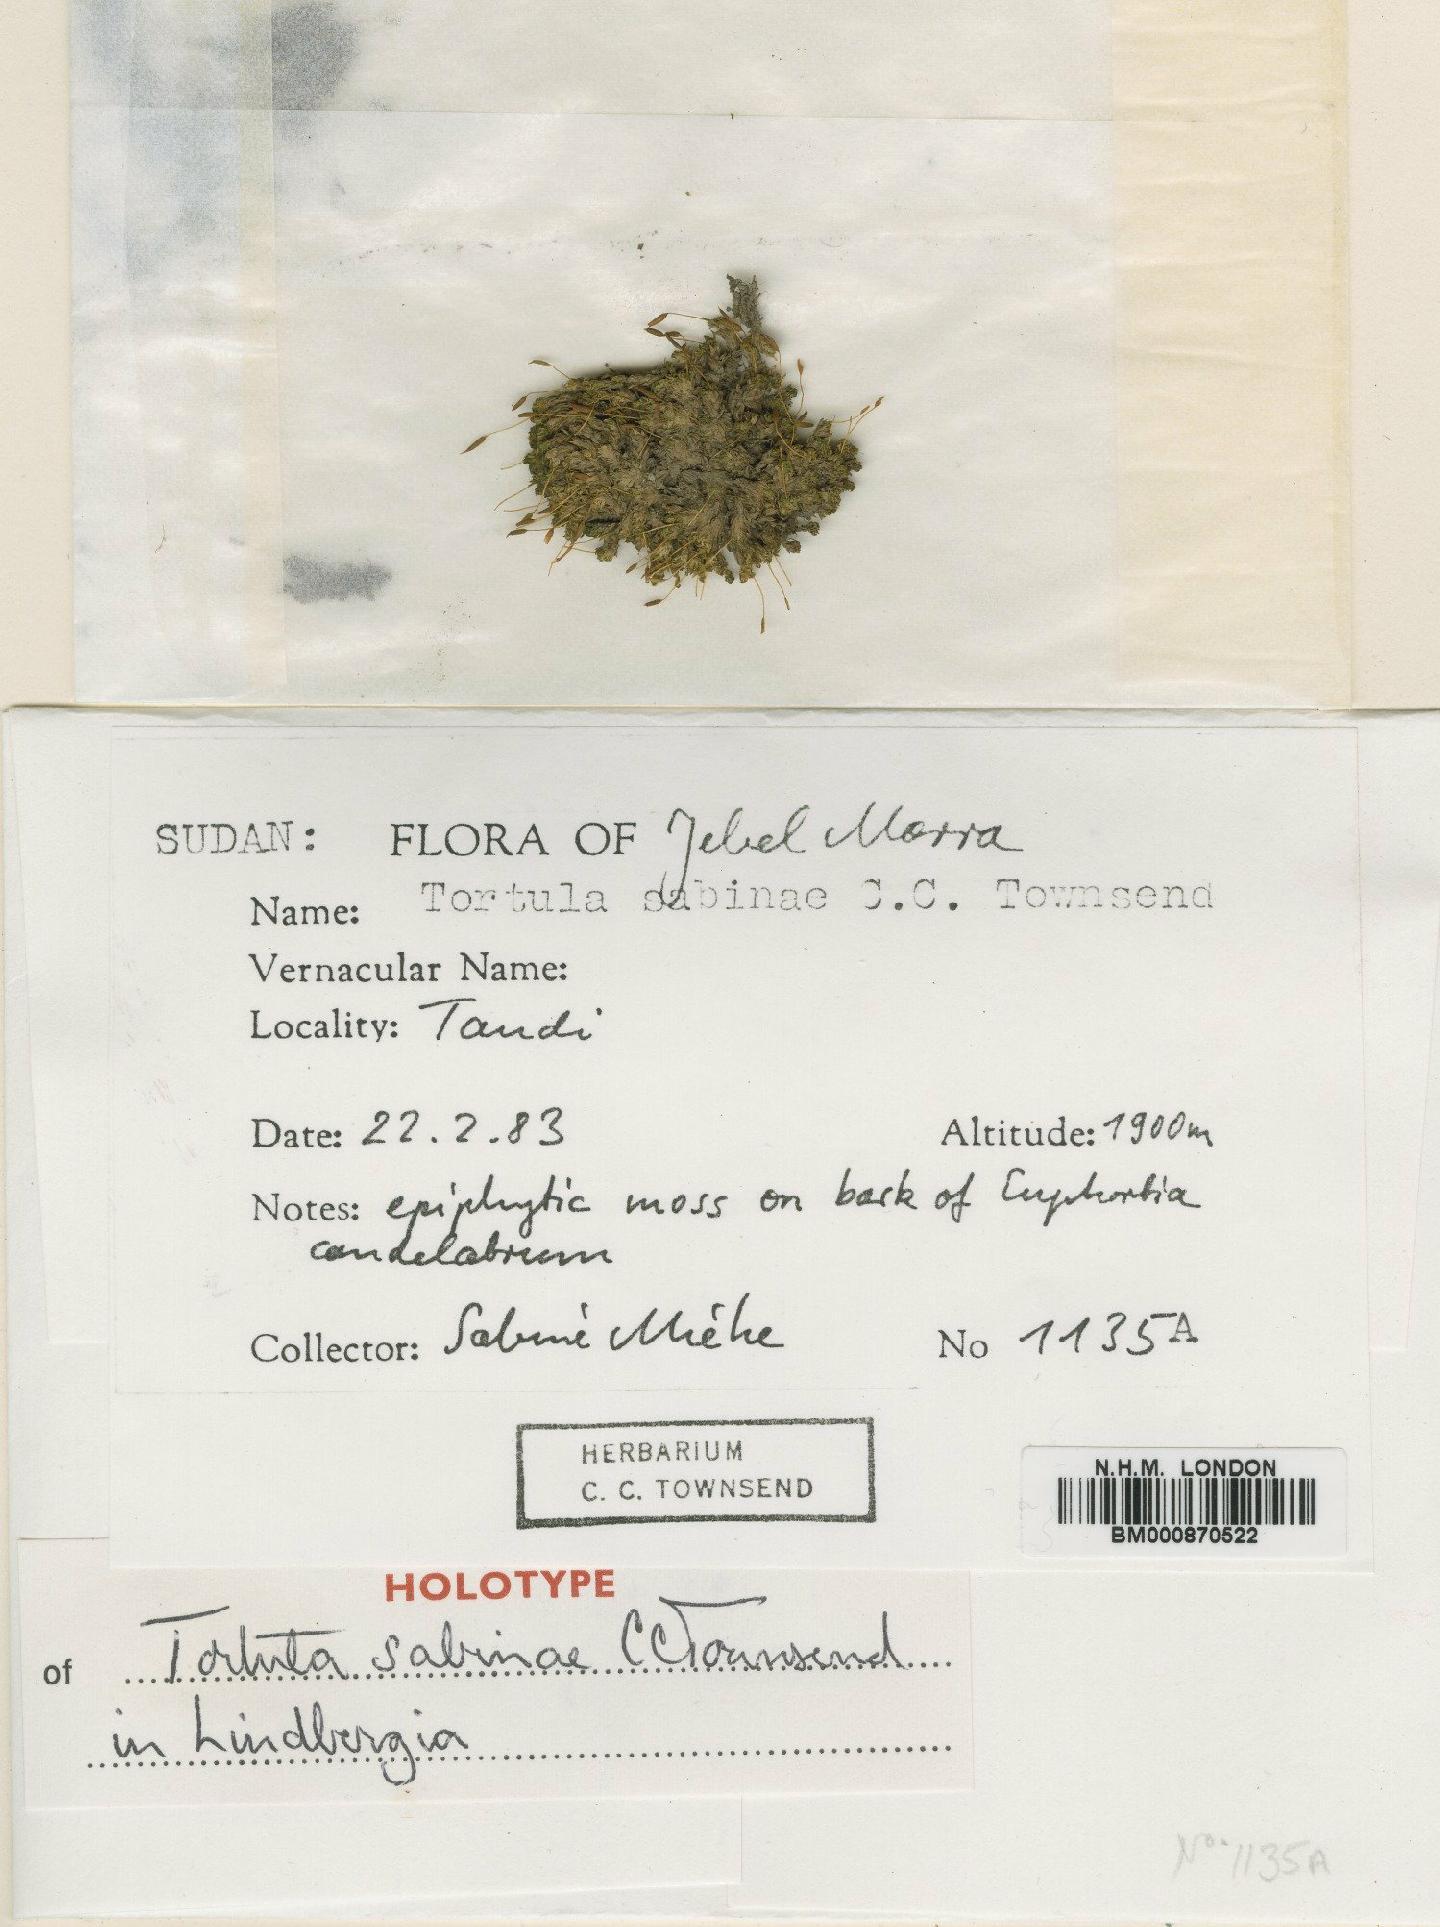 SUDAN: FLORA OF Jebel Marra
Name: Tortula sabinae C.C. Townsend
Vernacular Name:
Locality: Tandi
Date: 22.2.83 Altitude: 1900m
Notes: epiphytic moss on bark of Euphorbia
candelabrum
Collector: Sabine Miehe No 1135A
HERBARIUM
C. C. TOWNSEND
N.H.M. LONDON
BM000870522
HOLOTYPE
of Tortula sabinae CCTownsend
in Lindbergia
No. 1135A